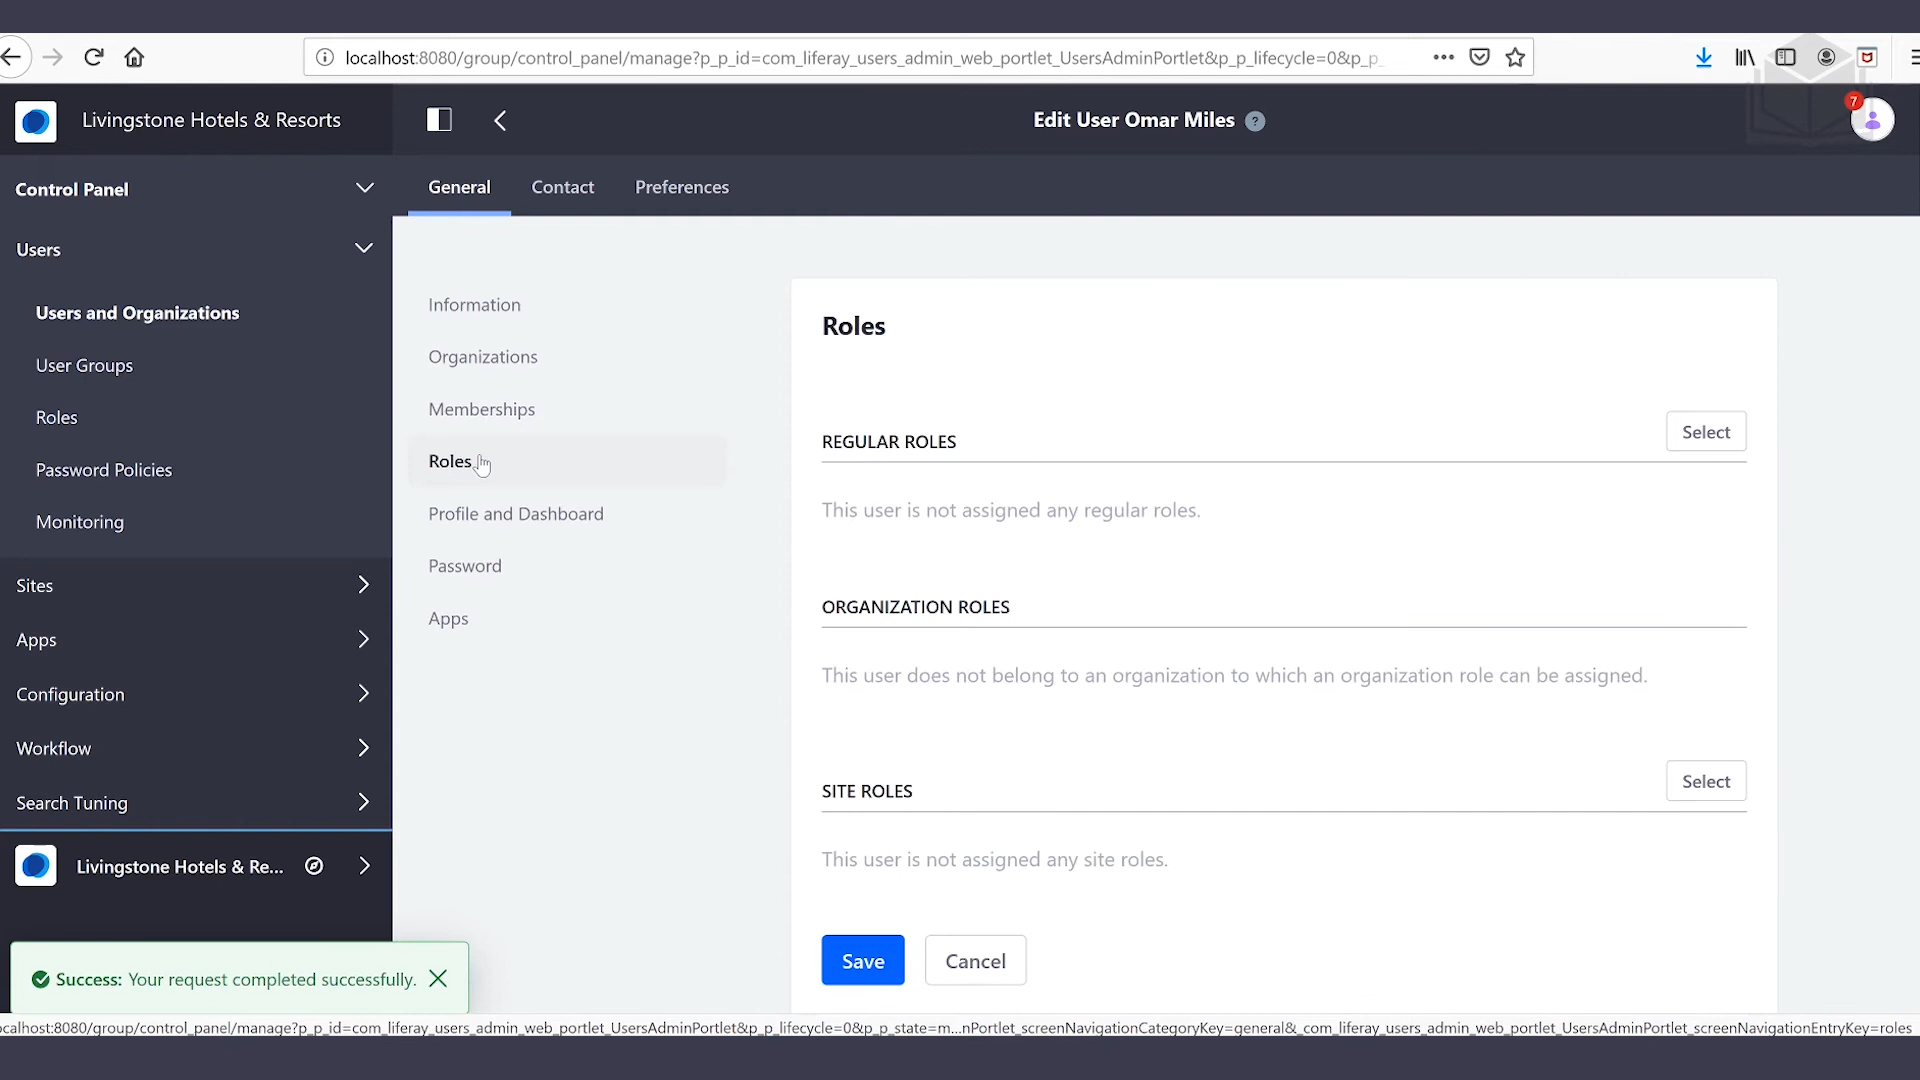 localhost:8080/group/control_panel/manage?p_p_id=com_liferay_users_admin_web_portlet_UsersAdminPortlet&p_p_lifecycle=0&p_p_
Livingstone Hotels & Resorts
Edit User Omar Miles ?
7
Control Panel
General Contact Preferences
Users
Users and Organizations
User Groups
Roles
Password Policies
Monitoring
Sites
Apps
Configuration
Workflow
Search Tuning
Livingstone Hotels & Re...
Information
Organizations
Memberships
Roles
Profile and Dashboard
Password
Apps
Roles
REGULAR ROLES Select
This user is not assigned any regular roles.
ORGANIZATION ROLES
This user does not belong to an organization to which an organization role can be assigned.
SITE ROLES Select
This user is not assigned any site roles.
Save Cancel
Success: Your request completed successfully.
ocalhost:8080/group/control_panel/manage?p_p_id=com_liferay_users_admin_web_portlet_UsersAdminPortlet&p_p_lifecycle=0&p_p_state=m...nPortlet_screenNavigationCategoryKey=general&_com_liferay_users_admin_web_portlet_UsersAdminPortlet_screenNavigationEntryKey=roles